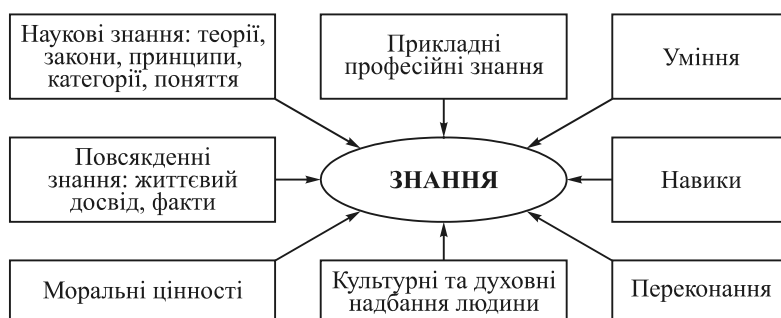 Наукові знання: теорії,
закони, принципи,
категорії, поняття
Прикладні
професійні знання
Уміння
Повсякденні
знання: життєвий
досвід, факти
ЗНАННЯ
Навики
Моральні цінності
Культурні та духовні
надбання людини
Переконання